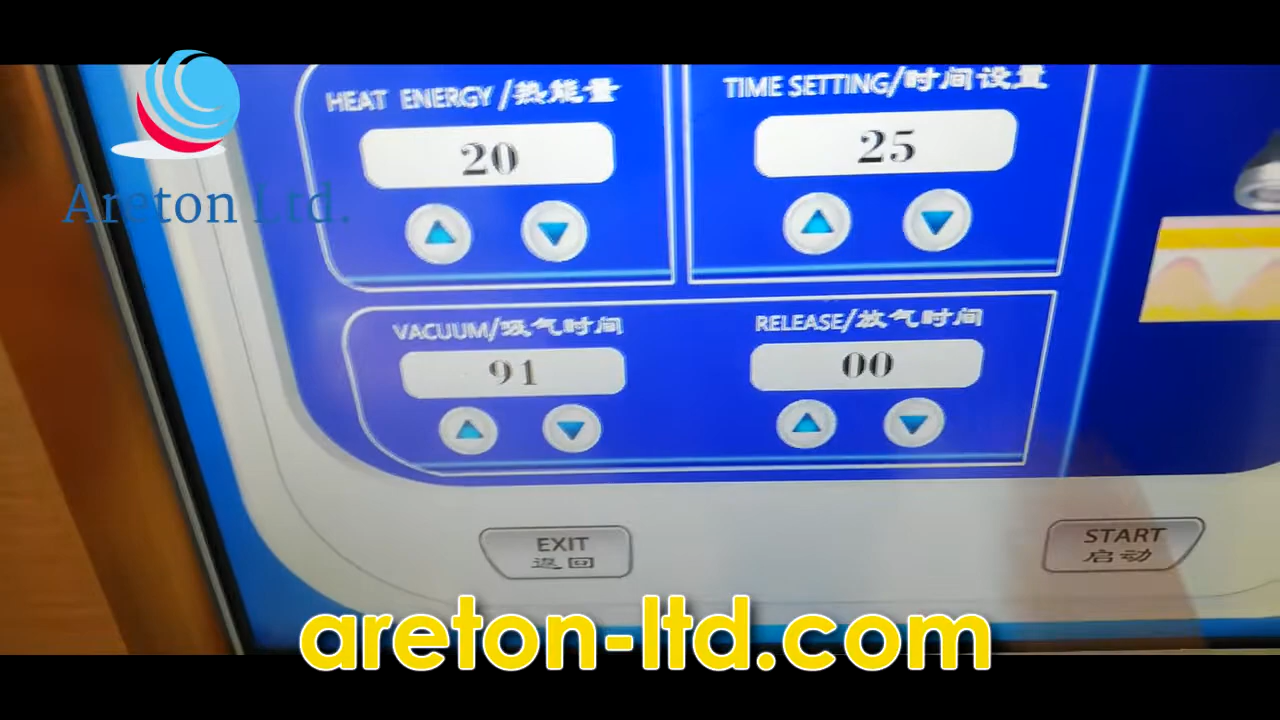 Areton Ltd.
HEAT ENERGY/热能量
20
TIME SETTING/时间设置
25
VACUUM/吸气时间
91
RELEASE/放气时间
00
EXIT
返回
START
启动
areton-ltd.com